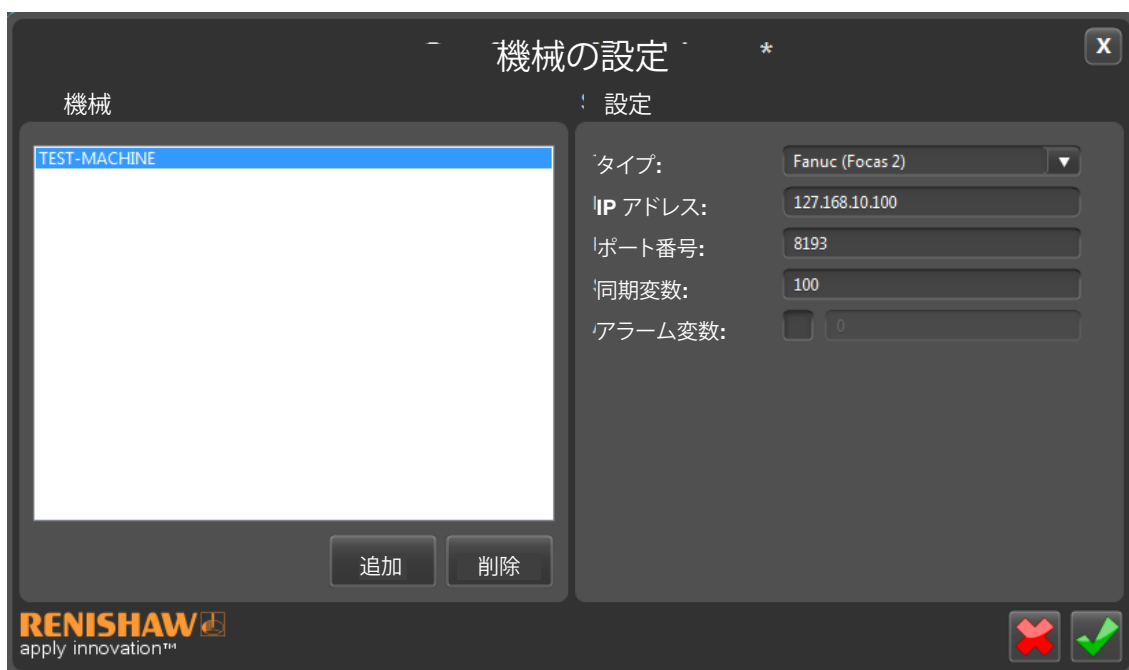 機械の設定 *
X
機械
設定
TEST-MACHINE
タイプ: Fanuc (Focas 2)
IP アドレス: 127.168.10.100
ポート番号: 8193
同期変数: 100
アラーム変数: 0
追加 削除
RENISHAW
apply innovation™